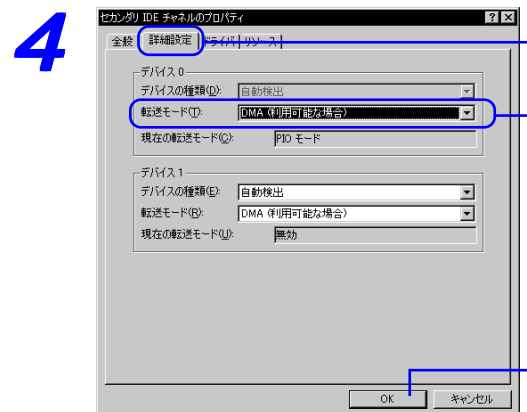 4
セカンダリ IDE チャネルのプロパティ
全般 詳細設定 ドライバ リソース
デバイス 0
デバイスの種類(D): 自動検出
転送モード(T): DMA (利用可能な場合)
現在の転送モード(C): PIO モード
デバイス 1
デバイスの種類(E): 自動検出
転送モード(R): DMA (利用可能な場合)
現在の転送モード(U): 無効
OK キャンセル